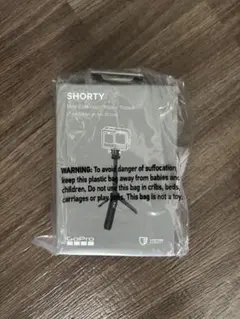 SHORTY
WARNING: To avoid danger of suffocation,
keep this plastic bag away from babies and
children. Do not use this bag in cribs, beds,
carriages or play pens. This bag is not a toy.
GoPro